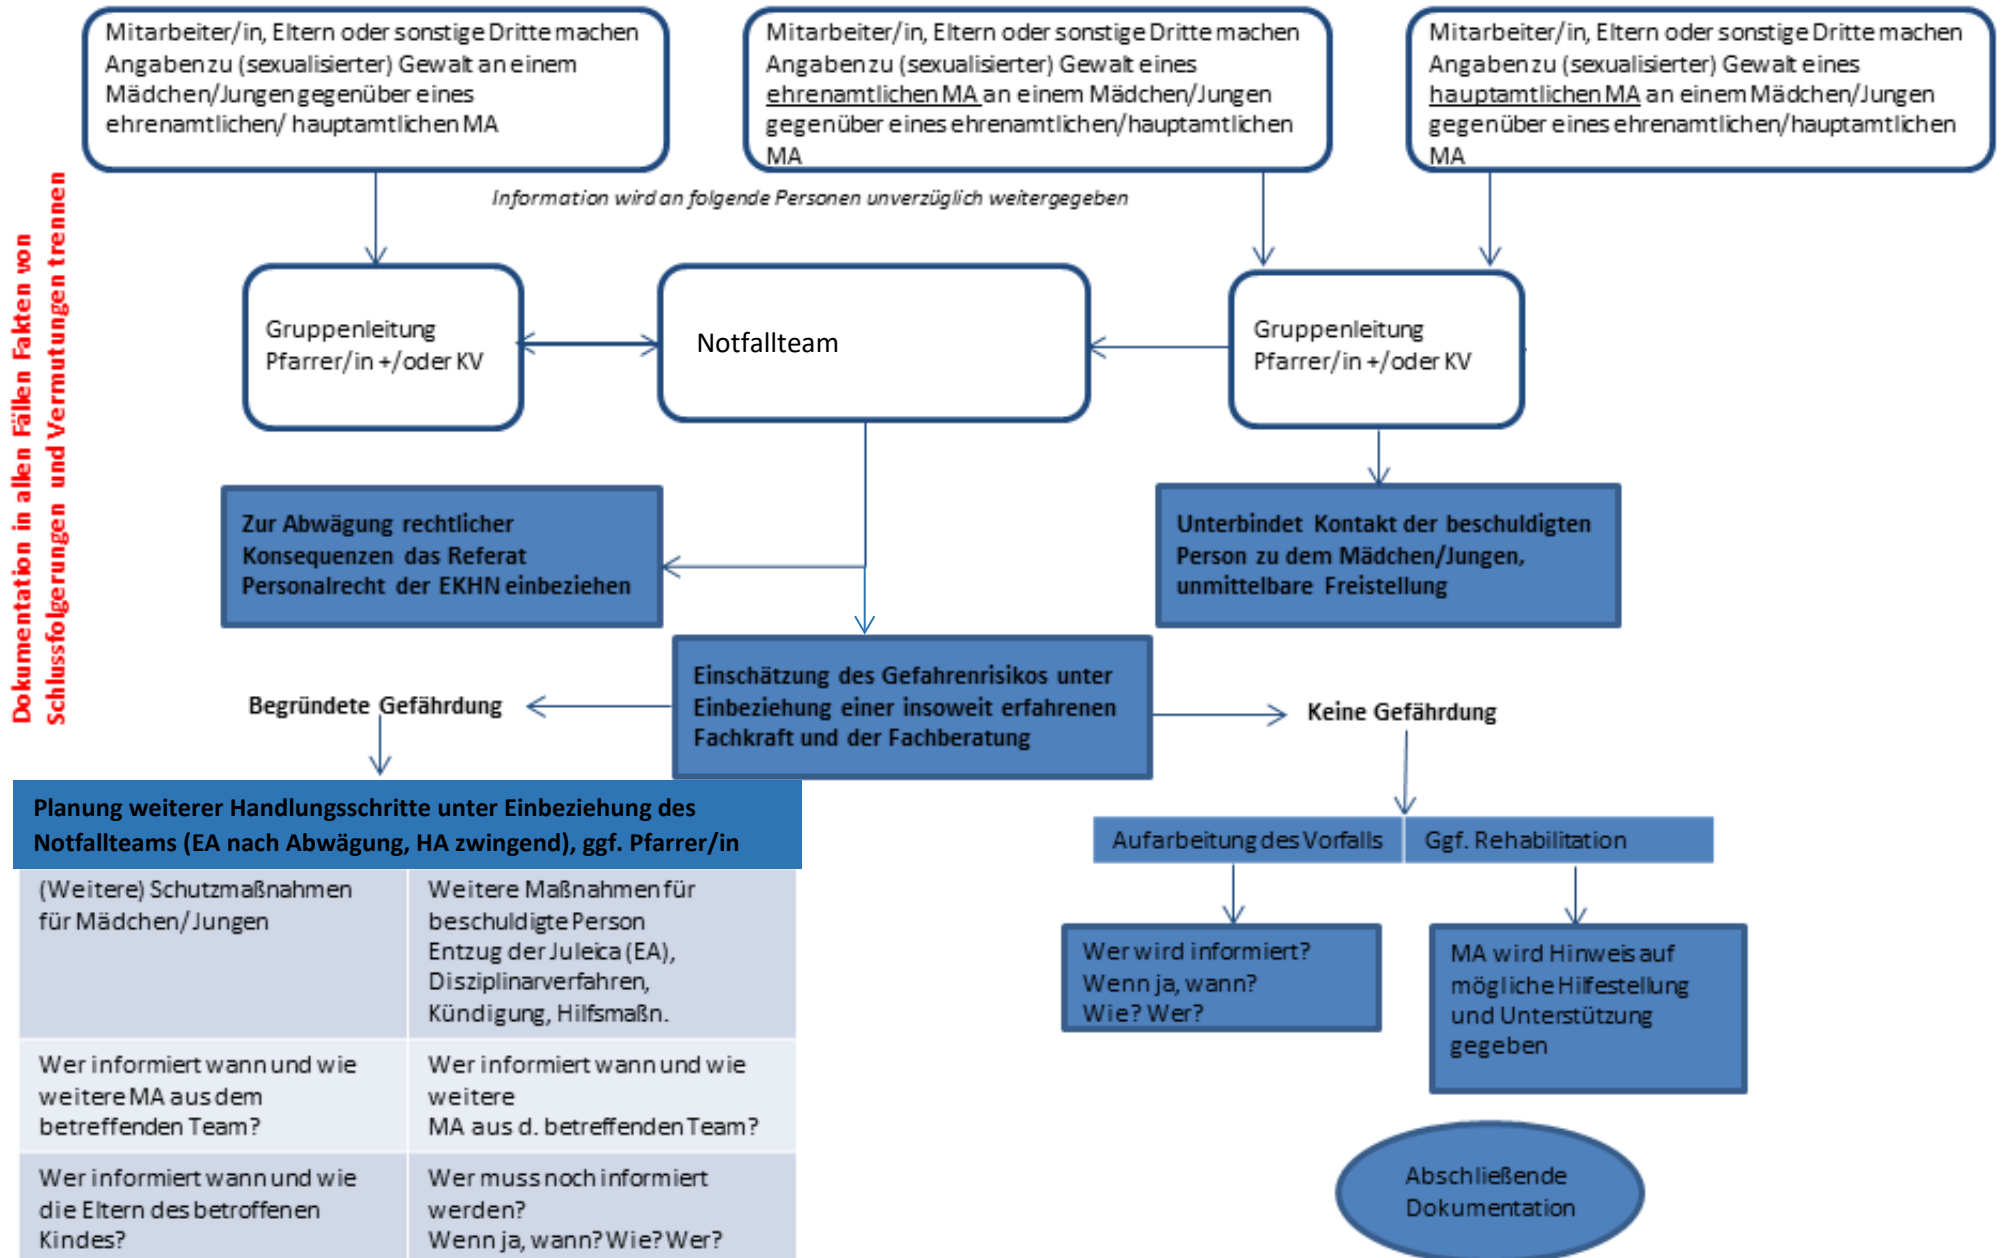 Mitarbeiter/in, Eltern oder sonstige Dritte machen
Angaben zu (sexualisierter) Gewalt an einem
Mädchen/Jungen gegenüber eines
ehrenamtlichen/ hauptamtlichen MA
Mitarbeiter/in, Eltern oder sonstige Dritte machen
Angaben zu (sexualisierter) Gewalt eines
ehrenamtlichen MA an einem Mädchen/Jungen
gegenüber eines ehrenamtlichen/hauptamtlichen
MA
Mitarbeiter/in, Eltern oder sonstige Dritte machen
Angaben zu (sexualisierter) Gewalt eines
hauptamtlichen MA an einem Mädchen/Jungen
gegenüber eines ehrenamtlichen/hauptamtlichen
MA
Information wird an folgende Personen unverzüglich weitergegeben
Dokumentation in allen Fällen Fakten von
Schlussfolgerungen und Vermutungen trennen
Gruppenleitung
Pfarrer/in +/oder KV
Notfallteam
Gruppenleitung
Pfarrer/in +/oder KV
Zur Abwägung rechtlicher
Konsequenzen das Referat
Personalrecht der EKHN einbeziehen
Unterbindet Kontakt der beschuldigten
Person zu dem Mädchen/Jungen,
unmittelbare Freistellung
Einschätzung des Gefahrenrisikos unter
Einbeziehung einer insoweit erfahrenen
Fachkraft und der Fachberatung
Begründete Gefährdung
Keine Gefährdung
Planung weiterer Handlungsschritte unter Einbeziehung des
Notfallteams (EA nach Abwägung, HA zwingend), ggf. Pfarrer/in
(Weitere) Schutzmaßnahmen
für Mädchen/Jungen
Weitere Maßnahmen für
beschuldigte Person
Entzug der Juleica (EA),
Disziplinarverfahren,
Kündigung, Hilfsmaßn.
Wer informiert wann und wie
weitere MA aus dem
betreffenden Team?
Wer informiert wann und wie
weitere
MA aus d. betreffenden Team?
Wer informiert wann und wie
die Eltern des betroffenen
Kindes?
Wer muss noch informiert
werden?
Wenn ja, wann? Wie? Wer?
Aufarbeitung des Vorfalls
Ggf. Rehabilitation
Wer wird informiert?
Wenn ja, wann?
Wie? Wer?
MA wird Hinweis auf
mögliche Hilfestellung
und Unterstützung
gegeben
Abschließende
Dokumentation